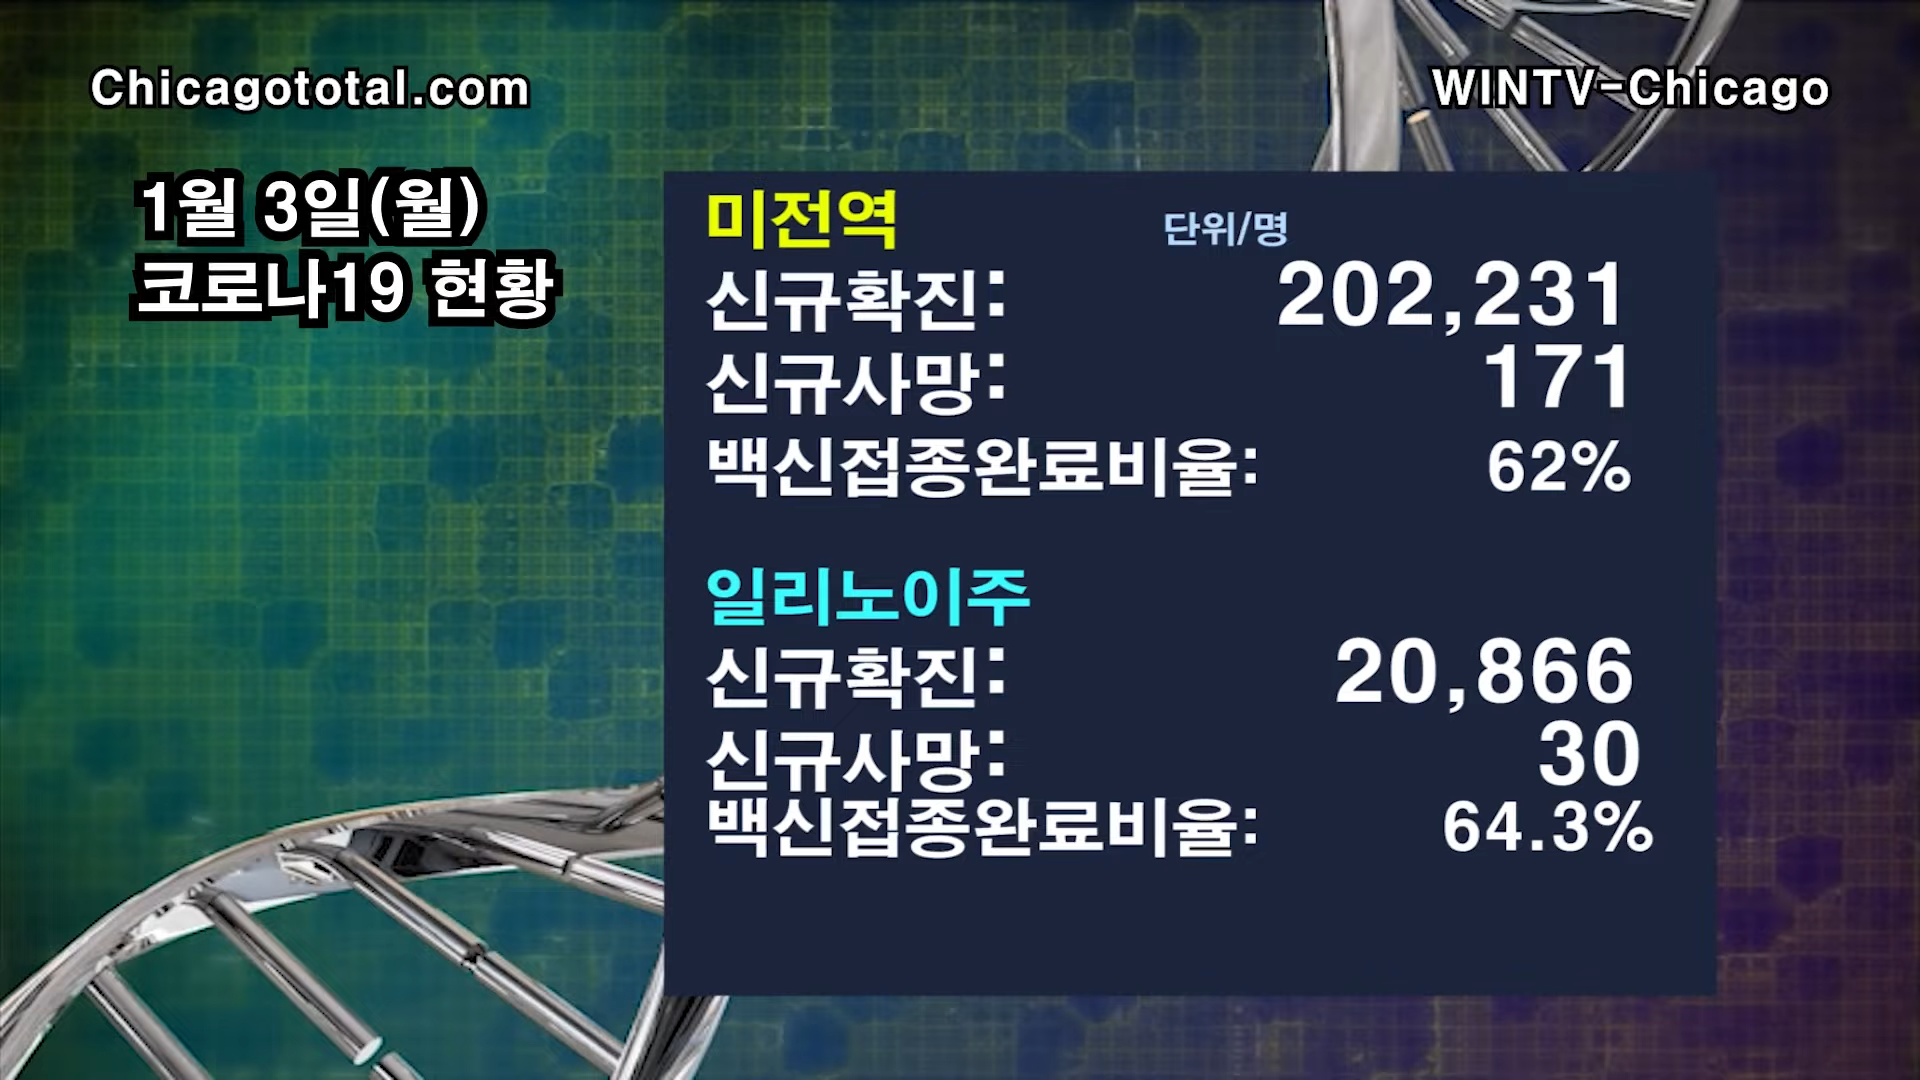 Chicagototal.com
WINTV-Chicago
1월 3일(월)
코로나19 현황
미전역 단위/명
신규확진: 202,231
신규사망: 171
백신접종완료비율: 62%
일리노이주
신규확진: 20,866
신규사망: 30
백신접종완료비율: 64.3%